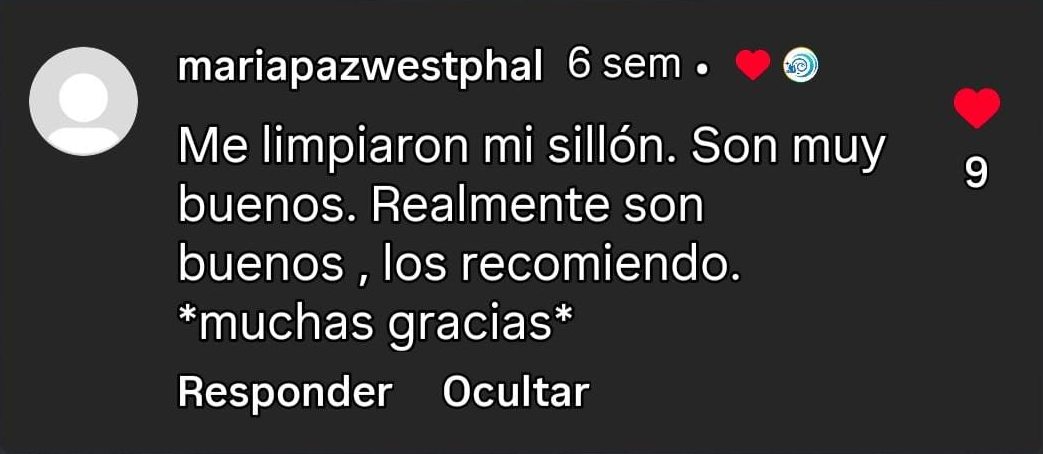 mariapazwestphal 6 sem •
Me limpiaron mi sillón. Son muy
buenos. Realmente son
buenos , los recomiendo.
*muchas gracias*
Responder Ocultar
9